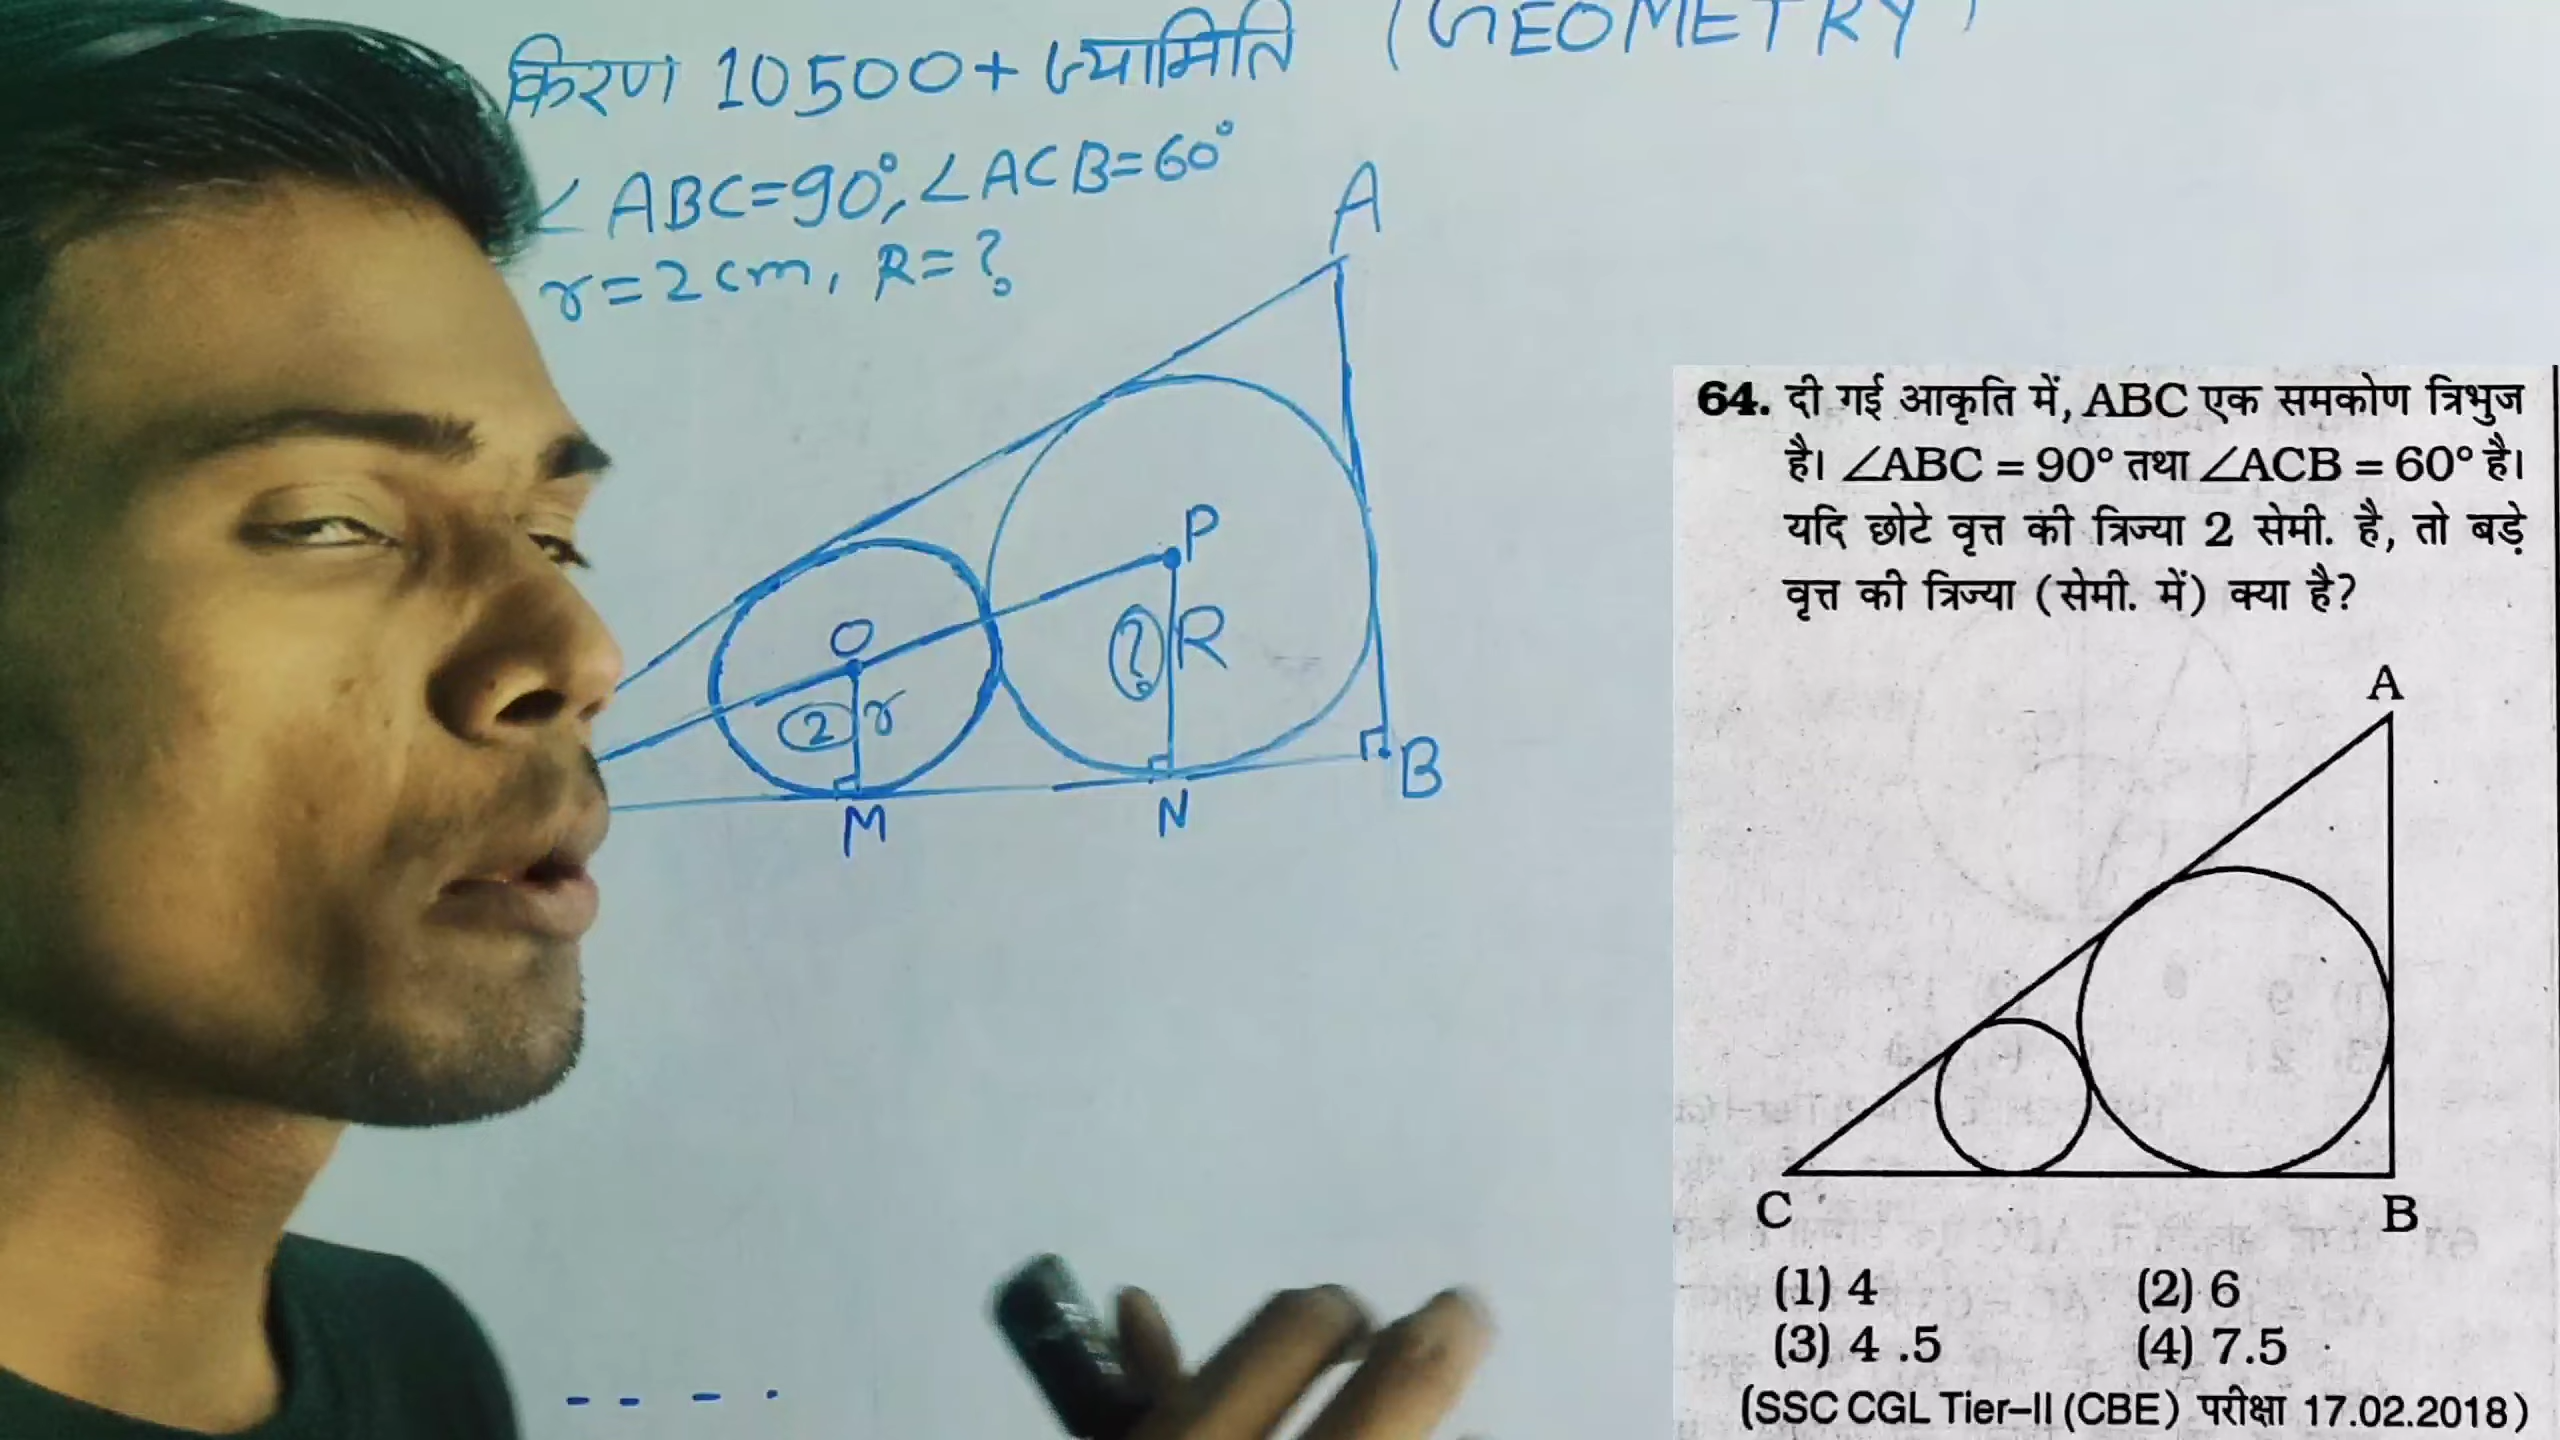 किरण 10500+ ज्यामिति (GEOMETRY)
∠ABC=90°, ∠ACB=60°
r=2cm, R=?
A
P
O
? R
2 r
B
M
N
64. दी गई आकृति में, ABC एक समकोण त्रिभुज
है। ∠ABC = 90° तथा ∠ACB = 60° है।
यदि छोटे वृत्त की त्रिज्या 2 सेमी. है, तो बड़े
वृत्त की त्रिज्या (सेमी. में) क्या है?
A
C
B
(1) 4 (2) 6
(3) 4 .5 (4) 7.5
(SSC CGL Tier–II (CBE) परीक्षा 17.02.2018)